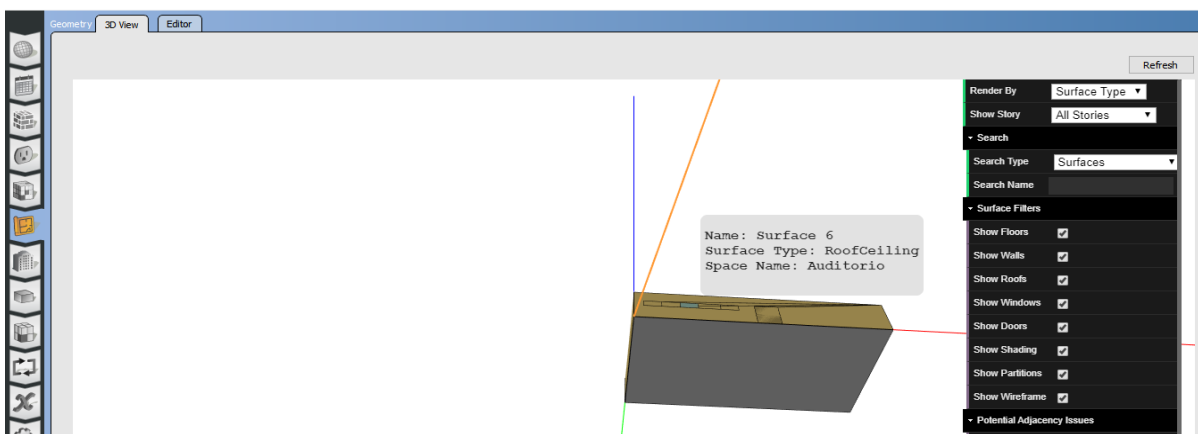 Geometry 3D View Editor
Refresh
Render By Surface Type
Show Story All Stories
Search
Search Type Surfaces
Search Name
Surface Filters
Show Floors
Show Walls
Show Roofs
Show Windows
Show Doors
Show Shading
Show Partitions
Show Wireframe
Potential Adjacency Issues
Name: Surface 6
Surface Type: RoofCeiling
Space Name: Auditorio